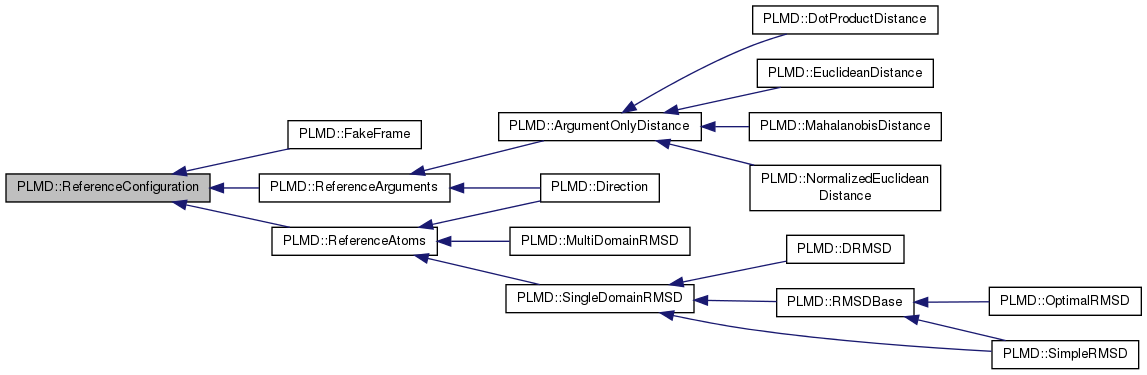 PLMD::DotProductDistance
PLMD::EuclideanDistance
PLMD::ArgumentOnlyDistance
PLMD::MahalanobisDistance
PLMD::FakeFrame
PLMD::NormalizedEuclidean
Distance
PLMD::ReferenceConfiguration
PLMD::ReferenceArguments
PLMD::Direction
PLMD::ReferenceAtoms
PLMD::MultiDomainRMSD
PLMD::DRMSD
PLMD::SingleDomainRMSD
PLMD::RMSDBase
PLMD::OptimalRMSD
PLMD::SimpleRMSD